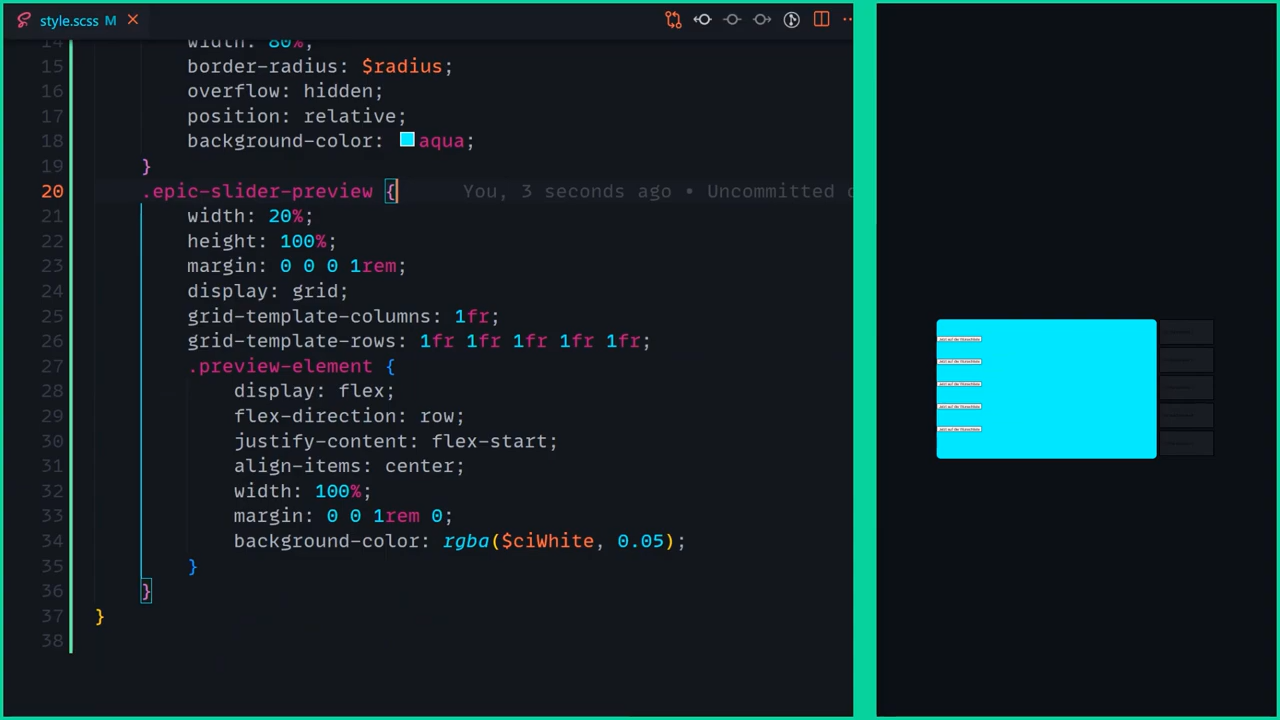 style.scss M
14 width: 80%;
15 border-radius: $radius;
16 overflow: hidden;
17 position: relative;
18 background-color: aqua;
19 }
20 .epic-slider-preview { You, 3 seconds ago • Uncommitted c
21 width: 20%;
22 height: 100%;
23 margin: 0 0 0 1rem;
24 display: grid;
25 grid-template-columns: 1fr;
26 grid-template-rows: 1fr 1fr 1fr 1fr 1fr;
27 .preview-element {
28 display: flex;
29 flex-direction: row;
30 justify-content: flex-start;
31 align-items: center;
32 width: 100%;
33 margin: 0 0 1rem 0;
34 background-color: rgba($ciWhite, 0.05);
35 }
36 }
37 }
38